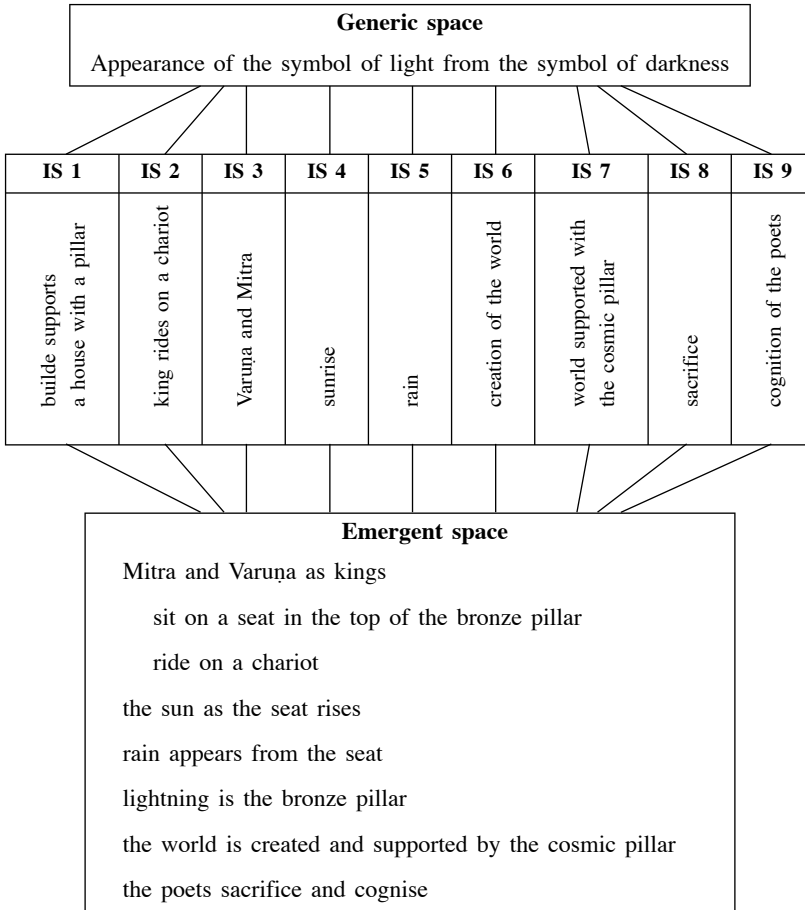 Generic space
Appearance of the symbol of light from the symbol of darkness
IS 1
IS 2
IS 3
IS 4
IS 5
IS 6
IS 7
IS 8
IS 9
builde supports
a house with a pillar
king rides on a chariot
Varuṇa and Mitra
sunrise
rain
creation of the world
world supported with
the cosmic pillar
sacrifice
cognition of the poets
Emergent space
Mitra and Varuṇa as kings
sit on a seat in the top of the bronze pillar
ride on a chariot
the sun as the seat rises
rain appears from the seat
lightning is the bronze pillar
the world is created and supported by the cosmic pillar
the poets sacrifice and cognise